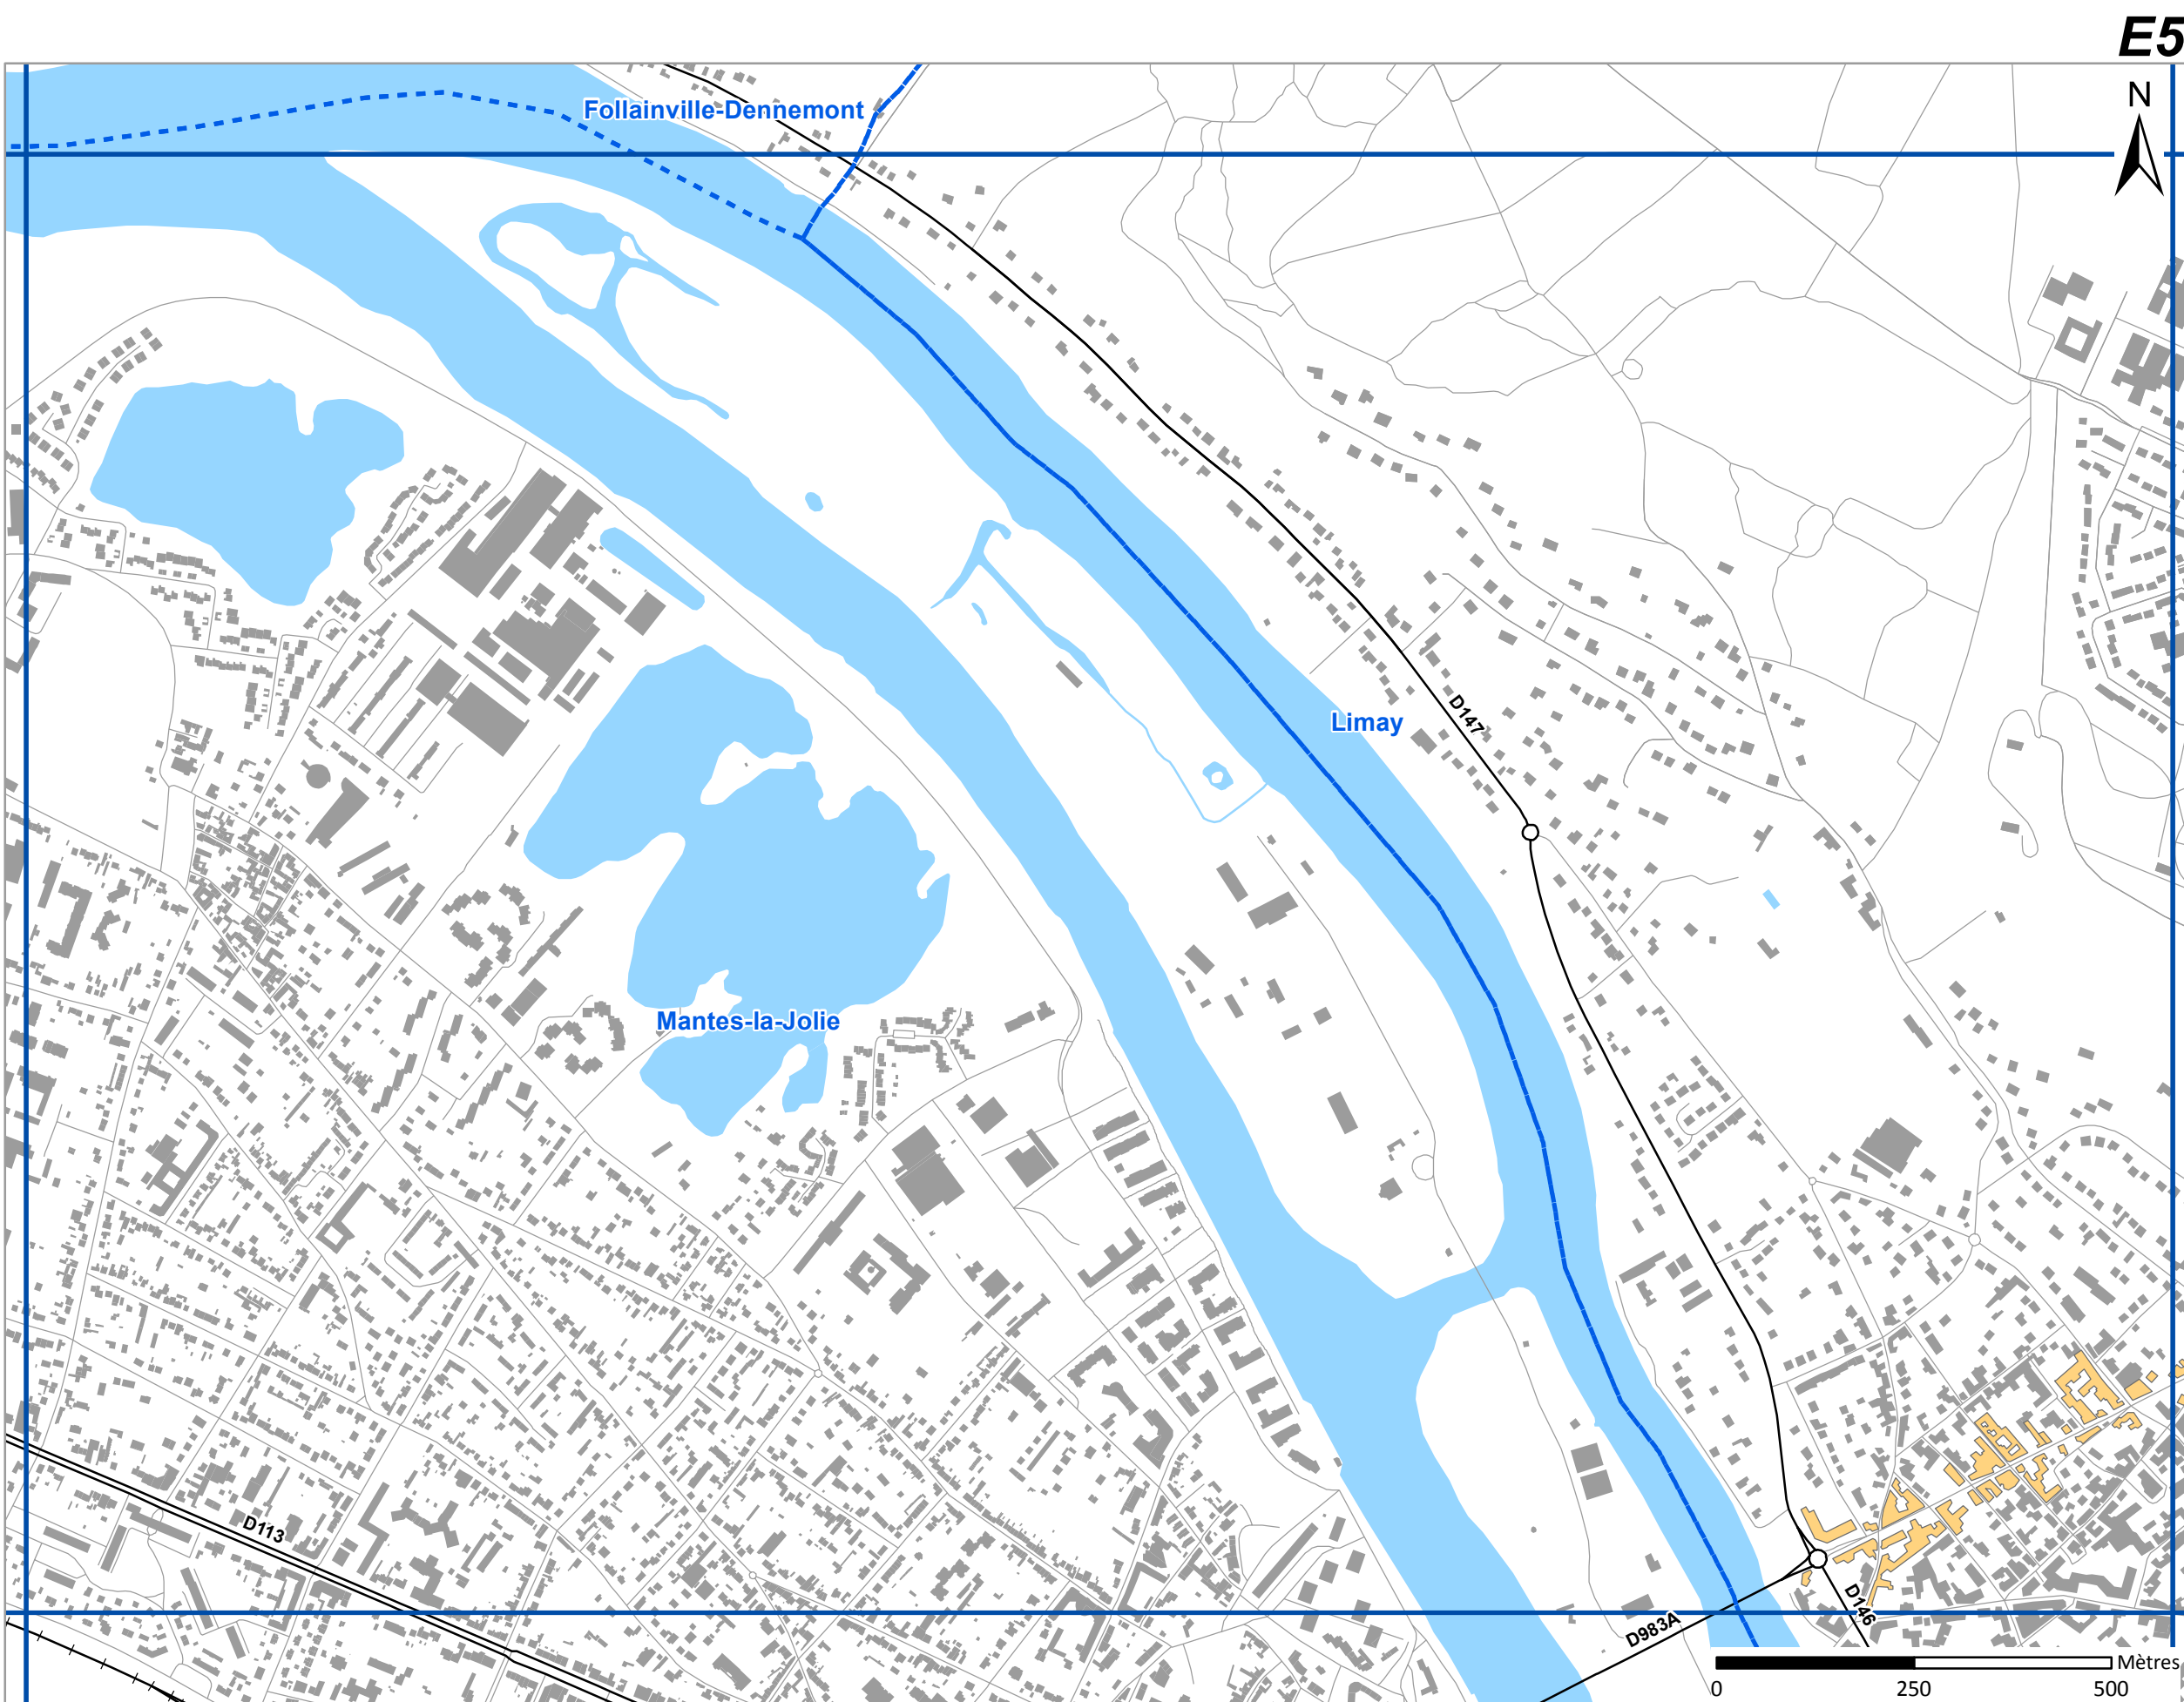 E5
N
Follainville-Dennemont
D147
Limay
Mantes-la-Jolie
D113
D146
D983A
Mètres
0 250 500